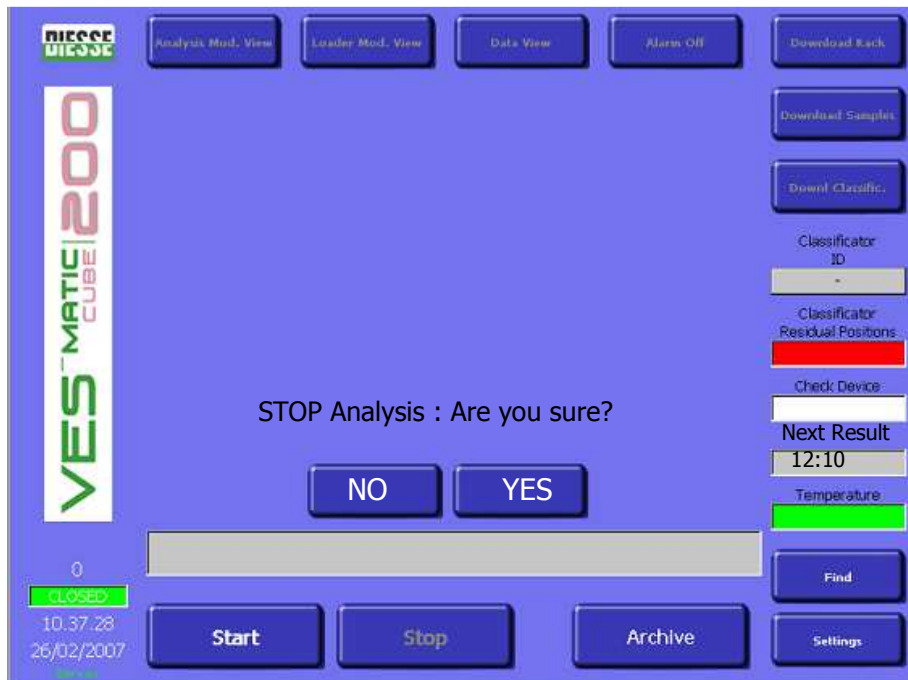 DIESSE
Analysis Mod. View
Loader Mod. View
Data View
Alarm Off
Download Rack
Download Samples
Downl Classific.
VES-MATIC CUBE 200
Classificator
ID
-
Classificator
Residual Positions
Check Device
Next Result
12:10
Temperature
STOP Analysis : Are you sure?
NO
YES
0
CLOSED
10.37.28
26/02/2007
Start
Stop
Archive
Find
Settings